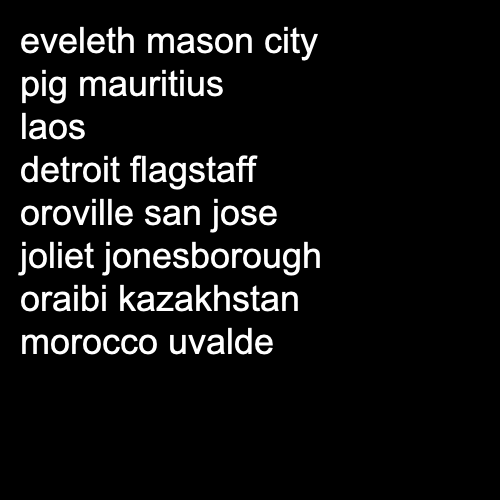 eveleth mason city
pig mauritius
laos
detroit flagstaff
oroville san jose
joliet jonesborough
oraibi kazakhstan
morocco uvalde